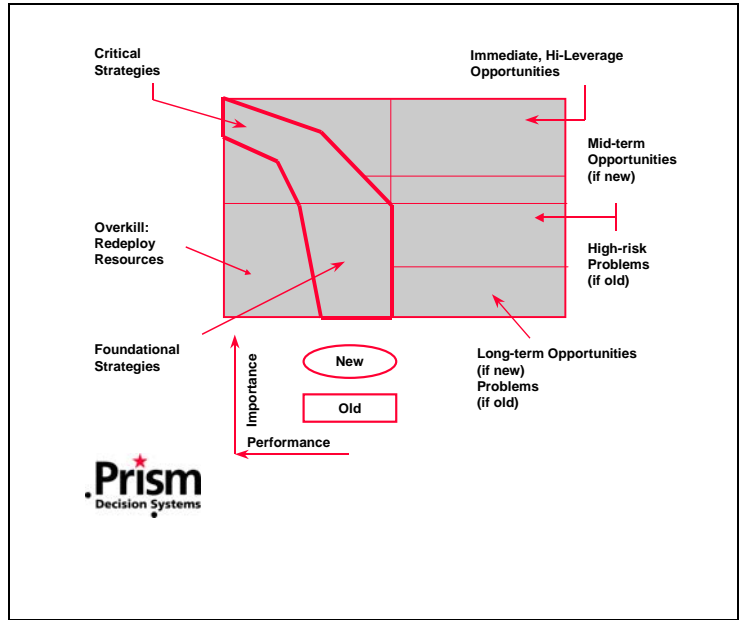 Critical
Strategies
Immediate, Hi-Leverage
Opportunities
Mid-term
Opportunities
(if new)
Overkill:
Redeploy
Resources
High-risk
Problems
(if old)
Foundational
Strategies
Long-term Opportunities
(if new)
Problems
(if old)
New
Old
Importance
Performance
Prism
Decision Systems